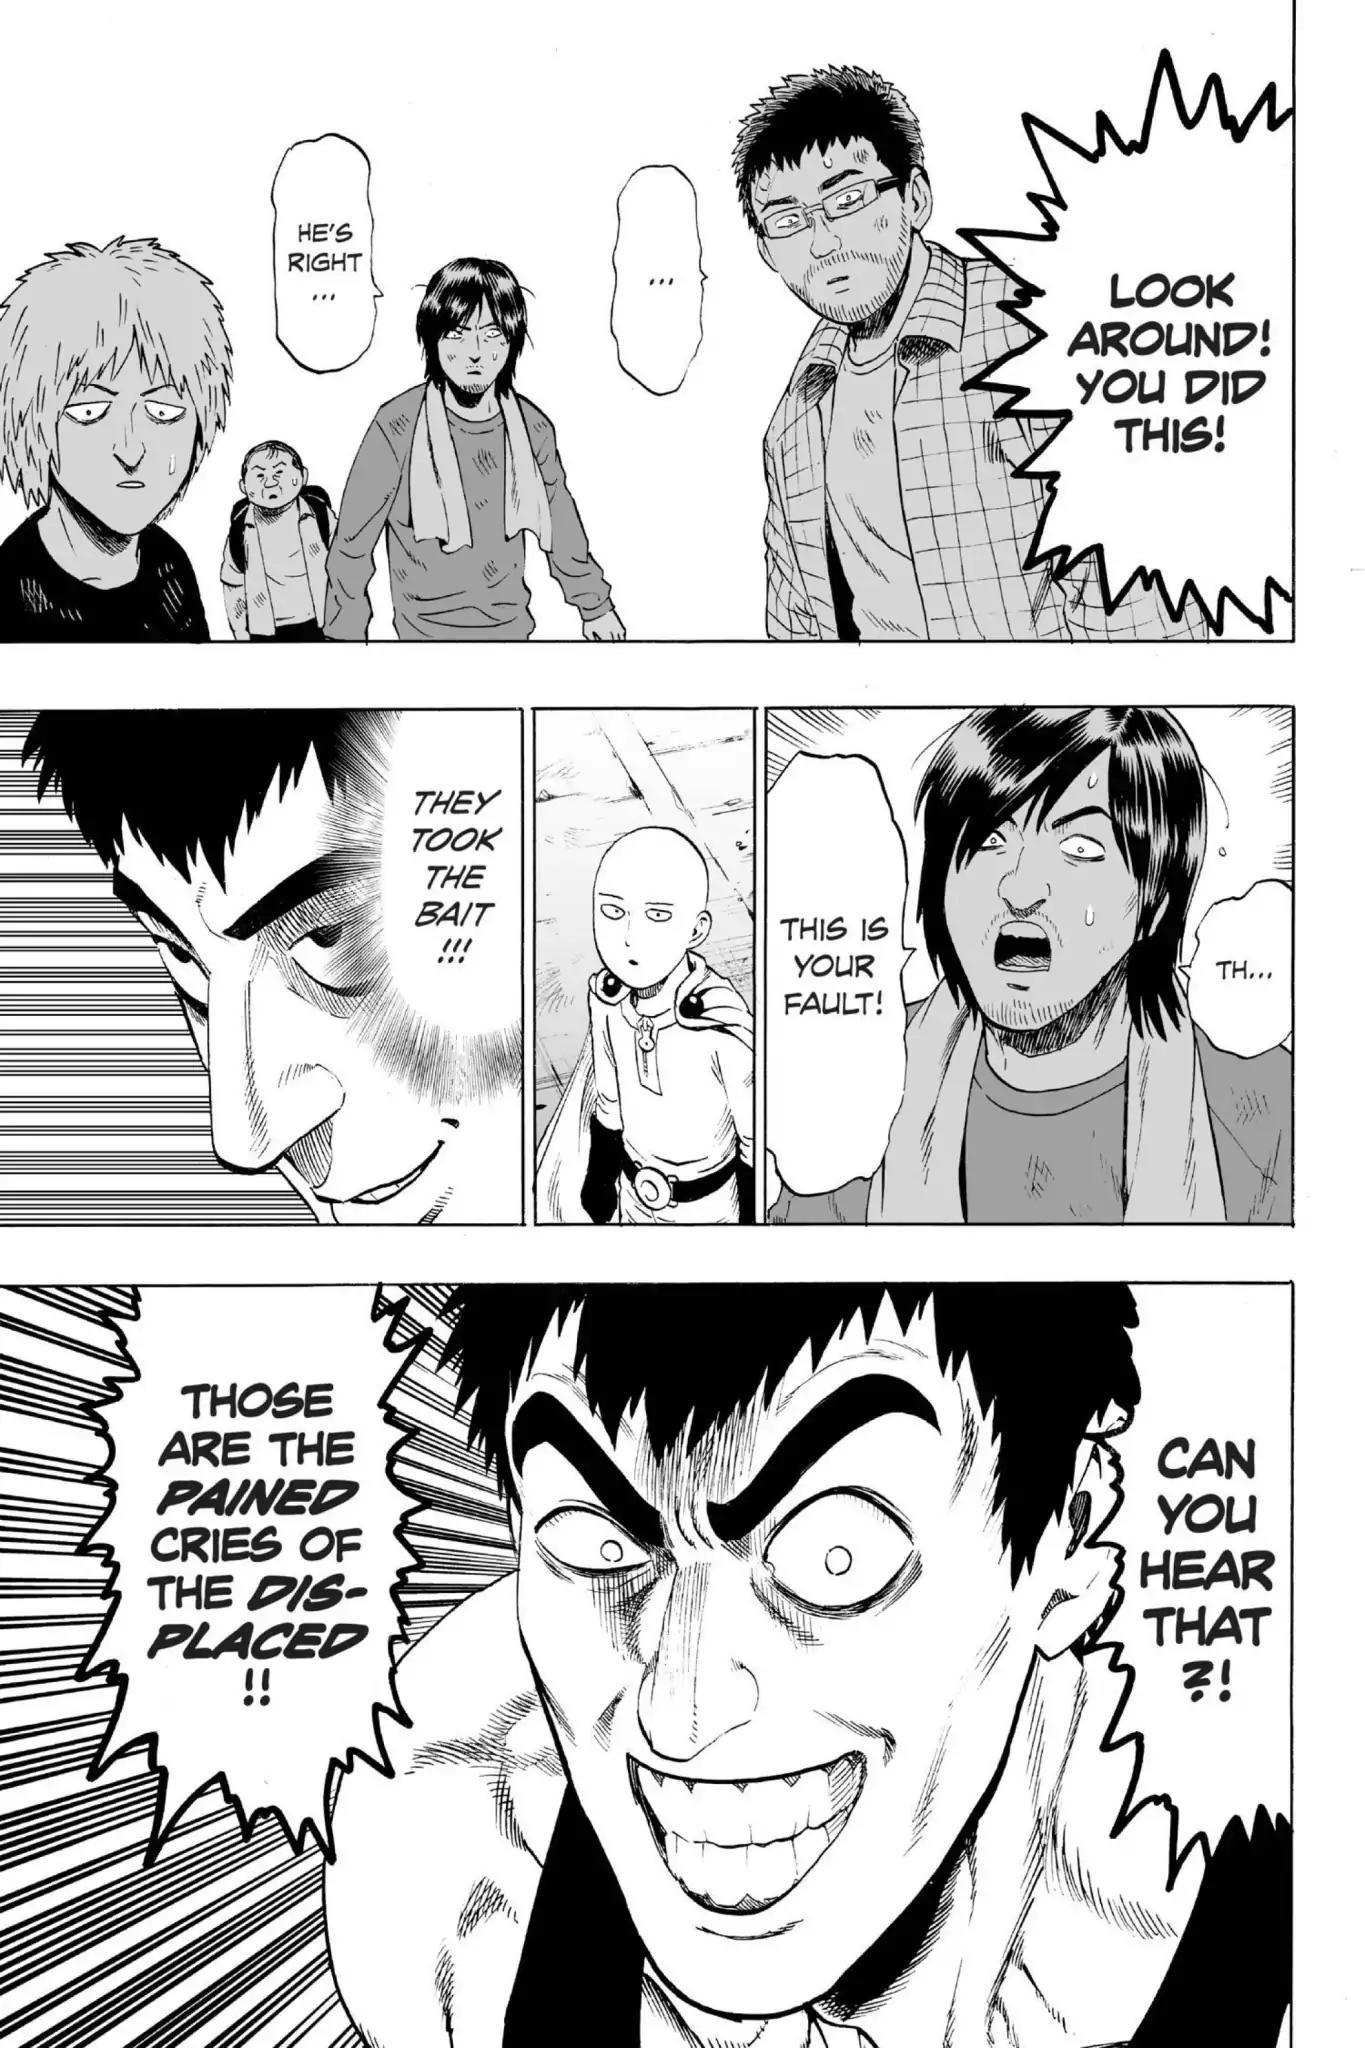 LOOK
AROUND!
YOU DID
THIS!
...
HE'S
RIGHT
...
TH...
THIS IS
YOUR
FAULT!
THEY
TOOK
THE
BAIT
!!!
CAN
YOU
HEAR
THAT
?!
THOSE
ARE THE
PAINED
CRIES OF
THE DIS-
PLACED
!!